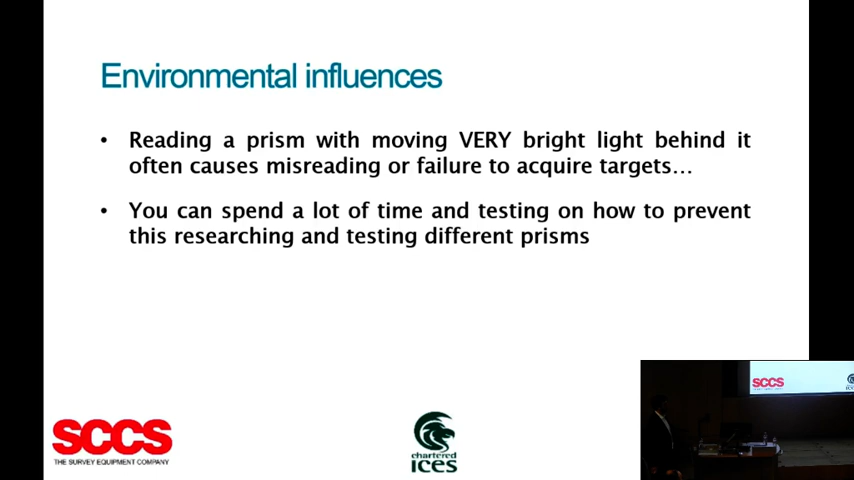 Environmental influences
• Reading a prism with moving VERY bright light behind it
often causes misreading or failure to acquire targets…
• You can spend a lot of time and testing on how to prevent
this researching and testing different prisms
SCCS
THE SURVEY EQUIPMENT COMPANY
chartered
ICES
SCCS